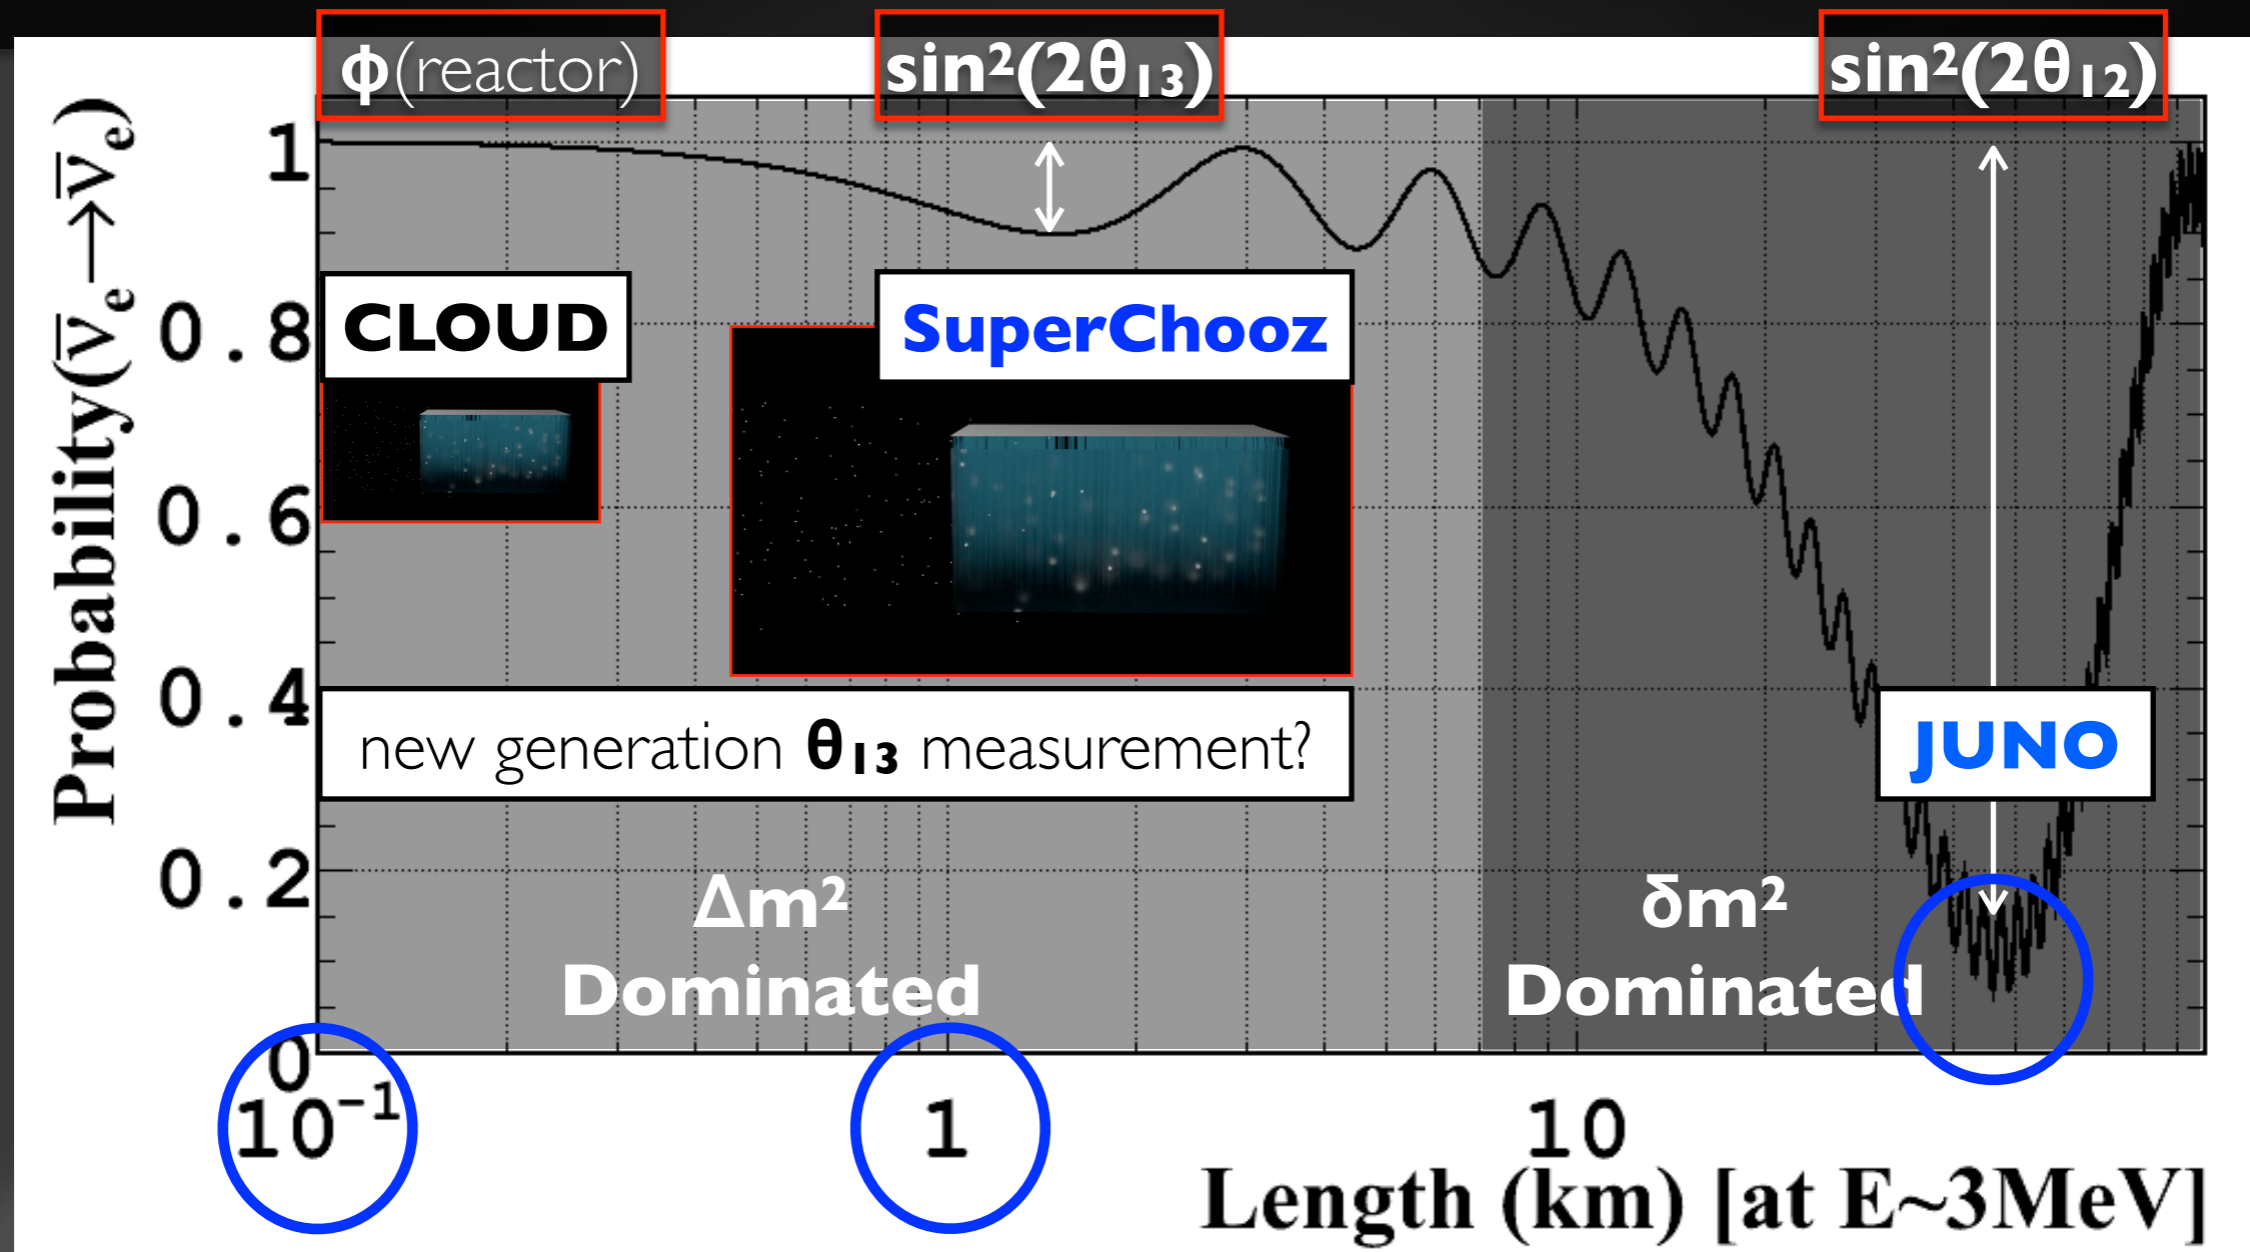 ϕ(reactor)
sin²(2θ₁₃)
sin²(2θ₁₂)
Probability(ν̅ₑ→ν̅ₑ)
1
0.8
0.6
0.4
0.2
0
CLOUD
SuperChooz
new generation θ₁₃ measurement?
JUNO
Δm²
Dominated
δm²
Dominated
10⁻¹
1
10
Length (km) [at E~3MeV]